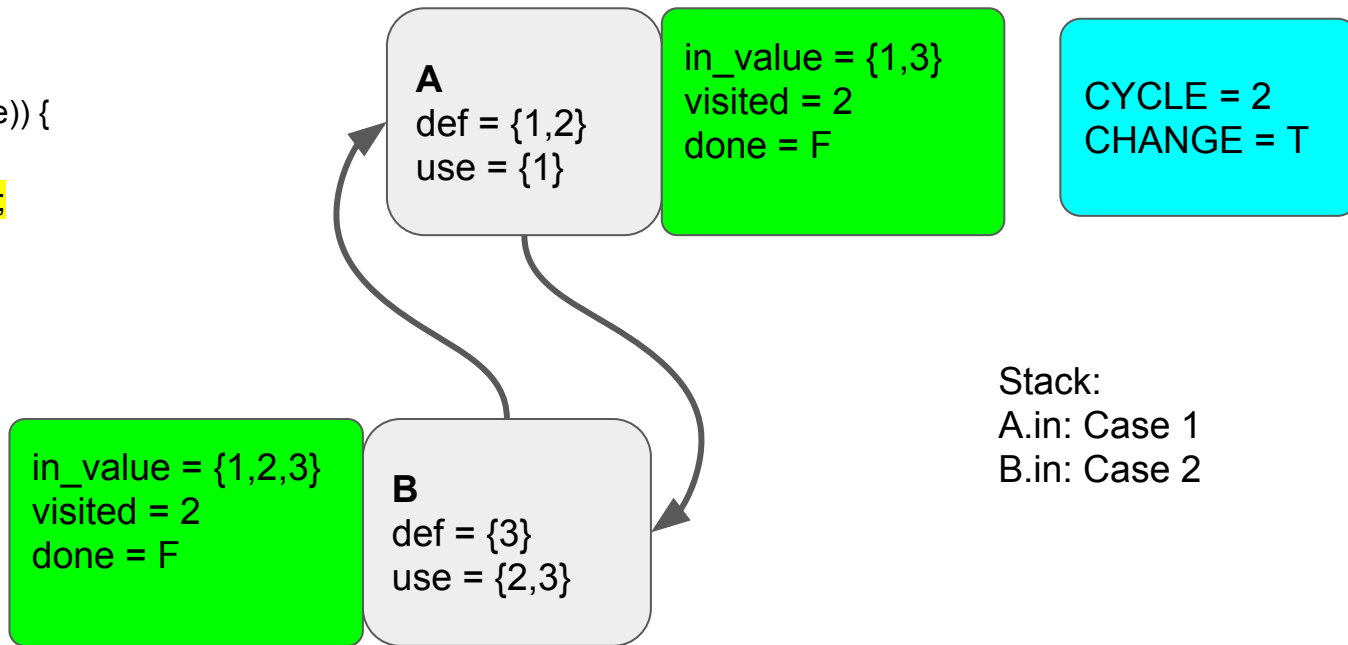 e)) {
;
A
def = {1,2}
use = {1}
in_value = {1,3}
visited = 2
done = F
CYCLE = 2
CHANGE = T
Stack:
A.in: Case 1
B.in: Case 2
in_value = {1,2,3}
visited = 2
done = F
B
def = {3}
use = {2,3}